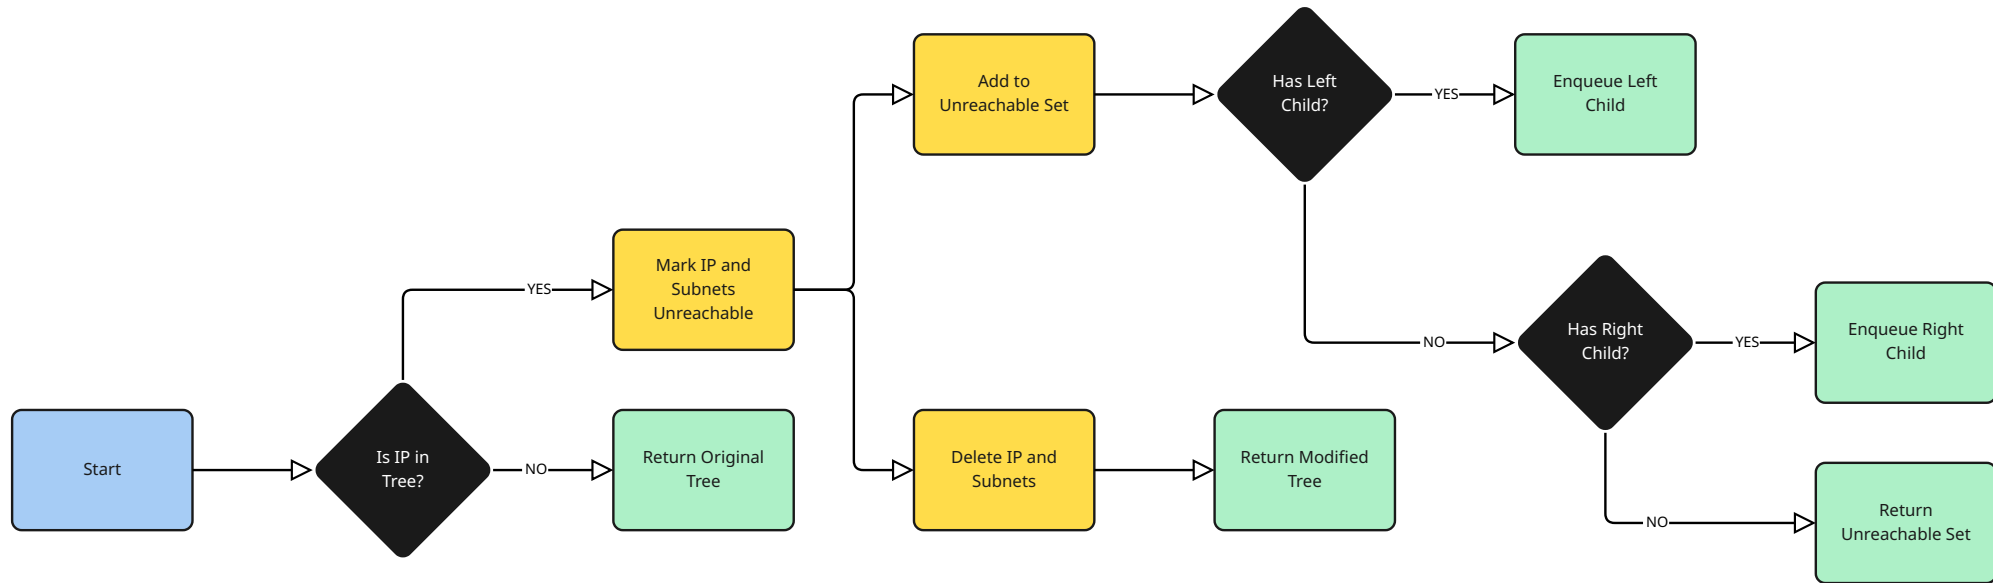 Add to
Unreachable Set
Has Left
Child?
YES
Enqueue Left
Child
Mark IP and
Subnets
Unreachable
YES
NO
Has Right
Child?
YES
Enqueue Right
Child
Start
Is IP in
Tree?
NO
Return Original
Tree
Delete IP and
Subnets
Return Modified
Tree
NO
Return
Unreachable Set